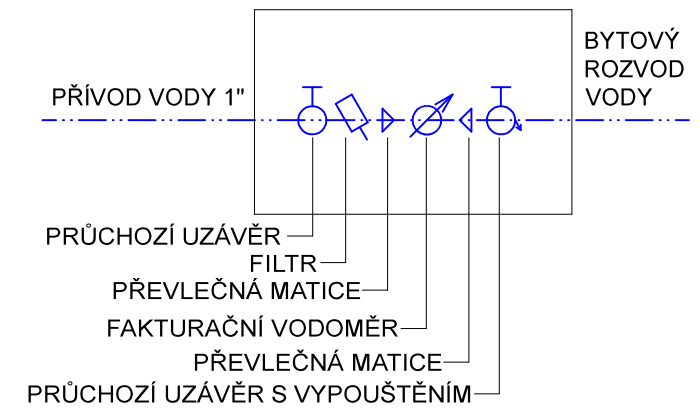 PŘÍVOD VODY 1"
BYTOVÝ
ROZVOD
VODY
PRŮCHOZÍ UZÁVĚR
FILTR
PŘEVLEČNÁ MATICE
FAKTURAČNÍ VODOMĚR
PŘEVLEČNÁ MATICE
PRŮCHOZÍ UZÁVĚR S VYPOUŠTĚNÍM